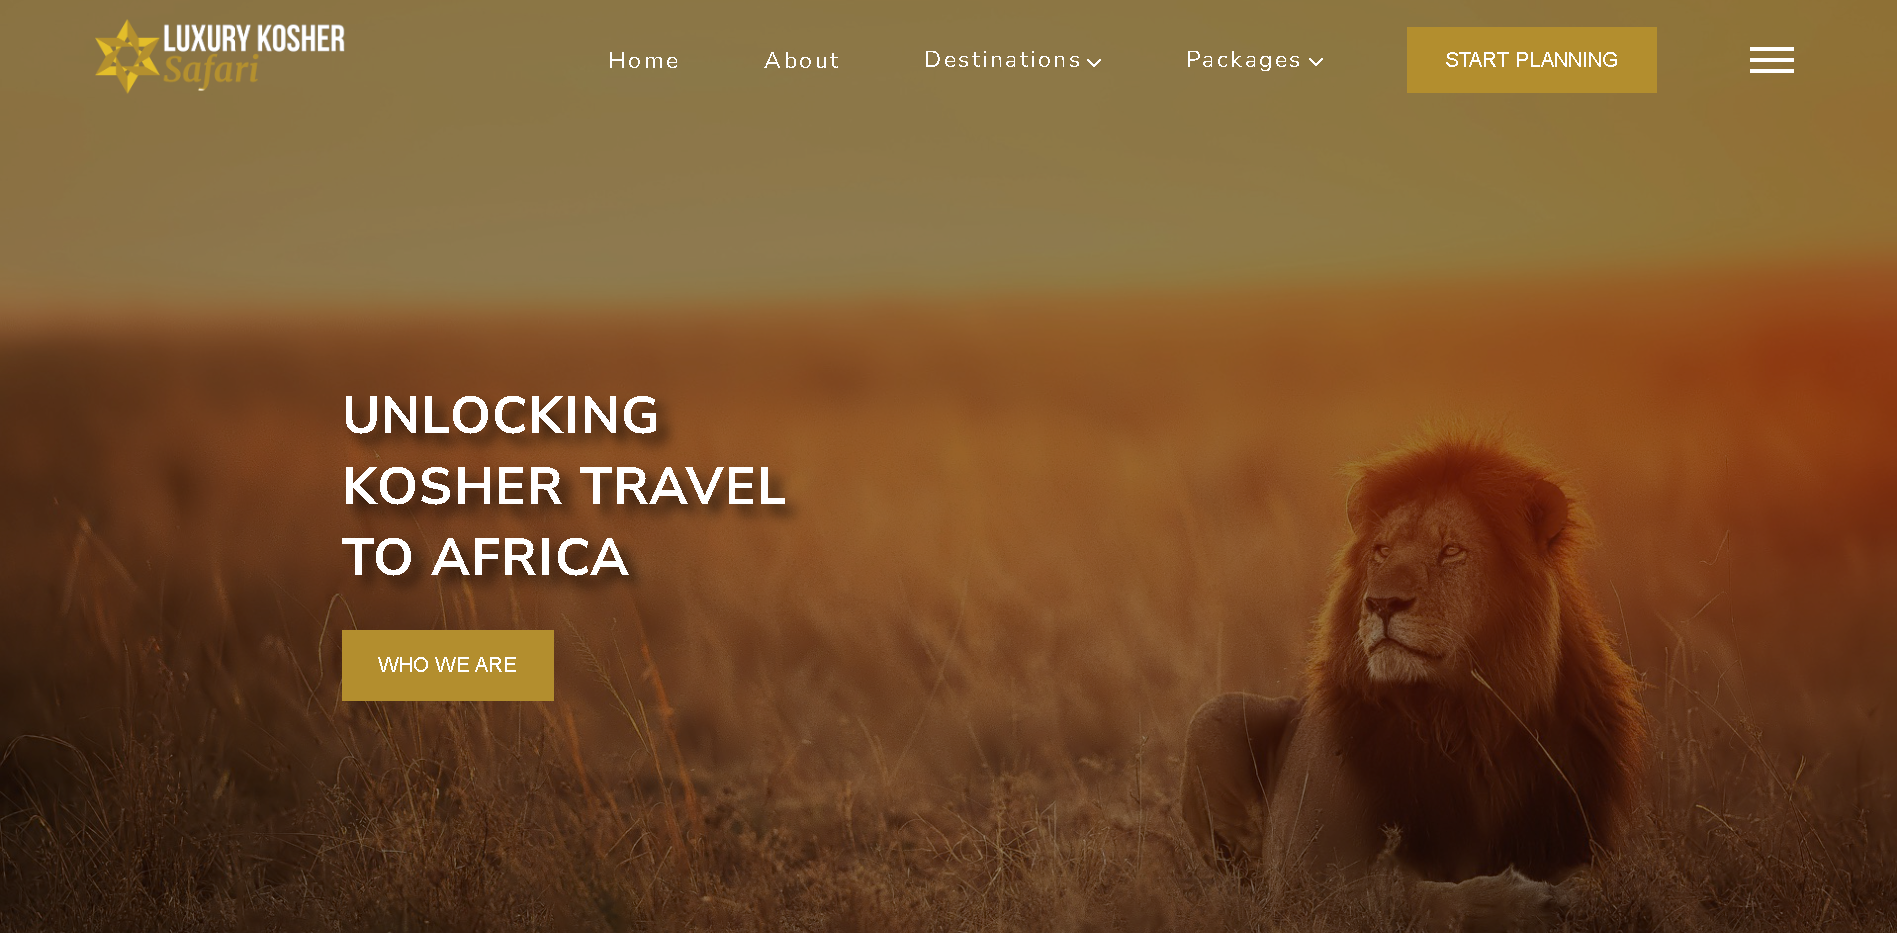 LUXURY KOSHER
Safari
Home
About
Destinations
Packages
START PLANNING
UNLOCKING
KOSHER TRAVEL
TO AFRICA
WHO WE ARE